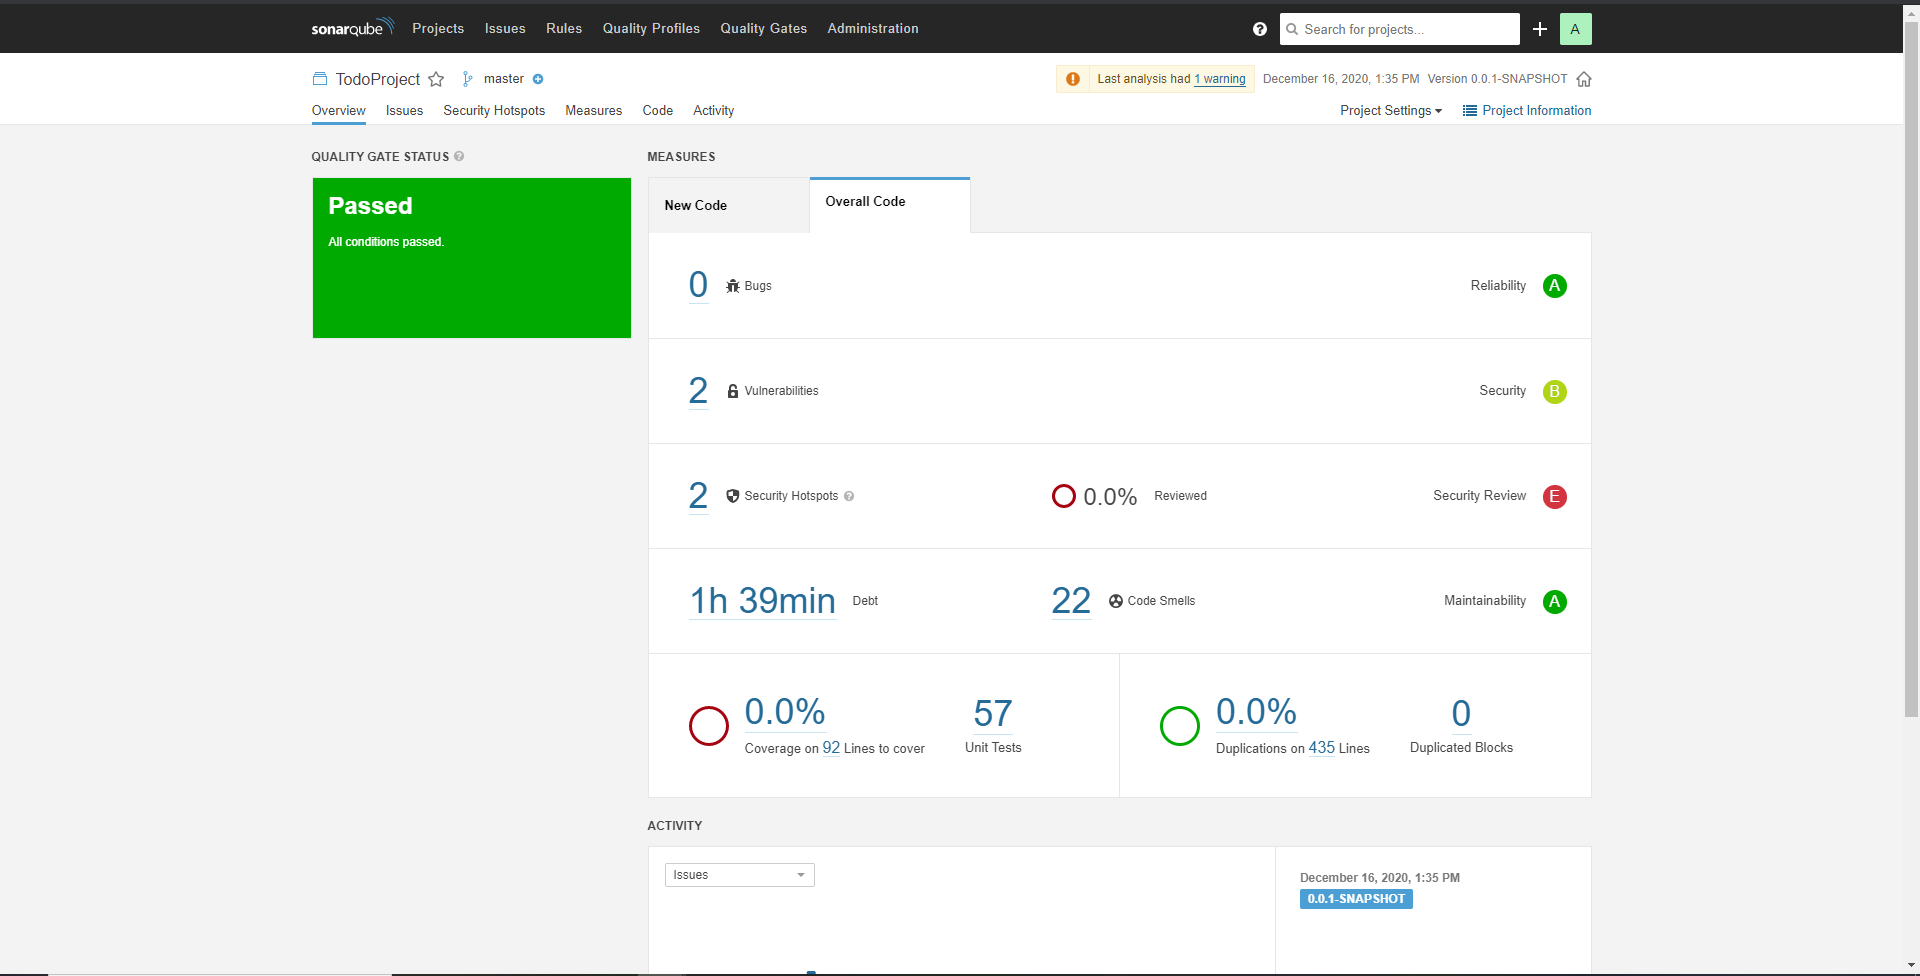 sonarqube Projects Issues Rules Quality Profiles Quality Gates Administration ? Search for projects... A
TodoProject master Last analysis had 1 warning December 16, 2020, 1:35 PM Version 0.0.1-SNAPSHOT
Overview Issues Security Hotspots Measures Code Activity Project Settings Project Information
QUALITY GATE STATUS ?
Passed
All conditions passed.
MEASURES
New Code Overall Code
0 Bugs Reliability A
2 Vulnerabilities Security B
2 Security Hotspots ? 0.0% Reviewed Security Review E
1h 39min Debt 22 Code Smells Maintainability A
0.0% 57 0.0% 0
Coverage on 92 Lines to cover Unit Tests Duplications on 435 Lines Duplicated Blocks
ACTIVITY
Issues
December 16, 2020, 1:35 PM
0.0.1-SNAPSHOT